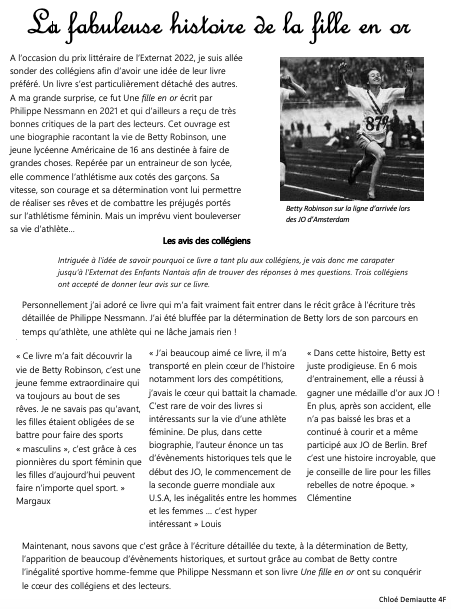 La fabuleuse histoire de la fille en or
A l'occasion du prix littéraire de l'Externat 2022, je suis allée
sonder des collégiens afin d'avoir une idée de leur livre
préféré. Un livre s'est particulièrement détaché des autres.
A ma grande surprise, ce fut Une fille en or écrit par
Philippe Nessmann en 2021 et qui d'ailleurs a reçu de très
bonnes critiques de la part des lecteurs. Cet ouvrage est
une biographie racontant la vie de Betty Robinson, une
jeune lycéenne Américaine de 16 ans destinée à faire de
grandes choses. Repérée par un entraineur de son lycée,
elle commence l'athlétisme aux cotés des garçons. Sa
vitesse, son courage et sa détermination vont lui permettre
de réaliser ses rêves et de combattre les préjugés portés
sur l'athlétisme féminin. Mais un imprévu vient bouleverser
sa vie d'athlète...
879
Betty Robinson sur la ligne d'arrivée lors
des JO d'Amsterdam
Les avis des collégiens
Intriguée à l'idée de savoir pourquoi ce livre a tant plu aux collégiens, je vais donc me carapater
jusqu'à l'Externat des Enfants Nantais afin de trouver des réponses à mes questions. Trois collégiens
ont accepté de donner leur avis sur ce livre.
Personnellement j'ai adoré ce livre qui m'a fait vraiment fait entrer dans le récit grâce à l'écriture très
détaillée de Philippe Nessmann. J'ai été bluffée par la détermination de Betty lors de son parcours en
temps qu'athlète, une athlète qui ne lâche jamais rien !
« Ce livre m'a fait découvrir la
vie de Betty Robinson, c'est une
jeune femme extraordinaire qui
va toujours au bout de ses
rêves. Je ne savais pas qu'avant,
les filles étaient obligées de se
battre pour faire des sports
« masculins », c'est grâce à ces
pionnières du sport féminin que
les filles d'aujourd'hui peuvent
faire n'importe quel sport. »
Margaux
« J'ai beaucoup aimé ce livre, il m'a
transporté en plein cœur de l'histoire
notamment lors des compétitions,
j'avais le cœur qui battait la chamade.
C'est rare de voir des livres si
intéressants sur la vie d'une athlète
féminine. De plus, dans cette
biographie, l'auteur énonce un tas
d'évènements historiques tels que le
début des JO, le commencement de
la seconde guerre mondiale aux
U.S.A, les inégalités entre les hommes
et les femmes ... c'est hyper
intéressant » Louis
« Dans cette histoire, Betty est
juste prodigieuse. En 6 mois
d'entrainement, elle a réussi à
gagner une médaille d'or aux JO !
En plus, après son accident, elle
n'a pas baissé les bras et a
continué à courir et a même
participé aux JO de Berlin. Bref
c'est une histoire incroyable, que
je conseille de lire pour les filles
rebelles de notre époque. »
Clémentine
Maintenant, nous savons que c'est grâce à l'écriture détaillée du texte, à la détermination de Betty,
l'apparition de beaucoup d'évènements historiques, et surtout grâce au combat de Betty contre
l'inégalité sportive homme-femme que Philippe Nessmann et son livre Une fille en or ont su conquérir
le cœur des collégiens et des lecteurs.
Chloé Demiautte 4F